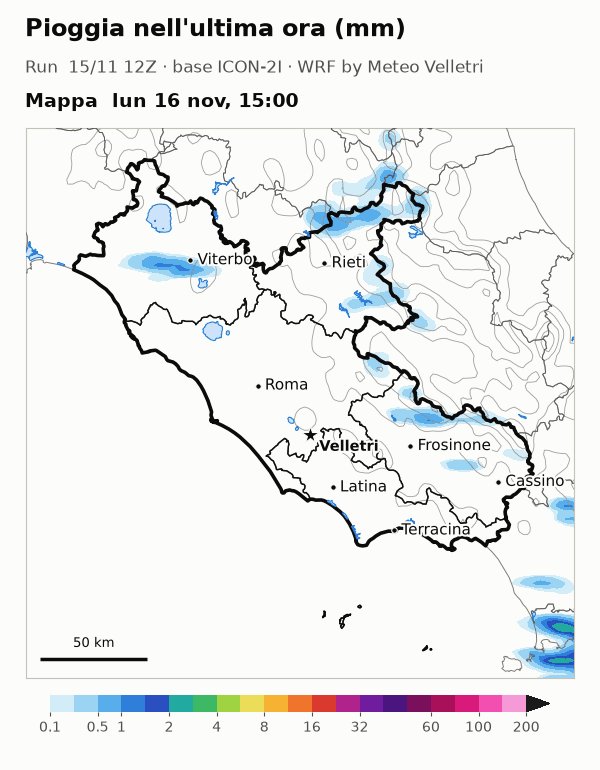 Pioggia nell'ultima ora (mm)
Run  15/11 12Z · base ICON-2I · WRF by Meteo Velletri
Mappa  lun 16 nov, 15:00
Viterbo
Rieti
Roma
Velletri
Frosinone
Cassino
Latina
Terracina
50 km
0.1 0.5 1 2 4 8 16 32 60 100 200